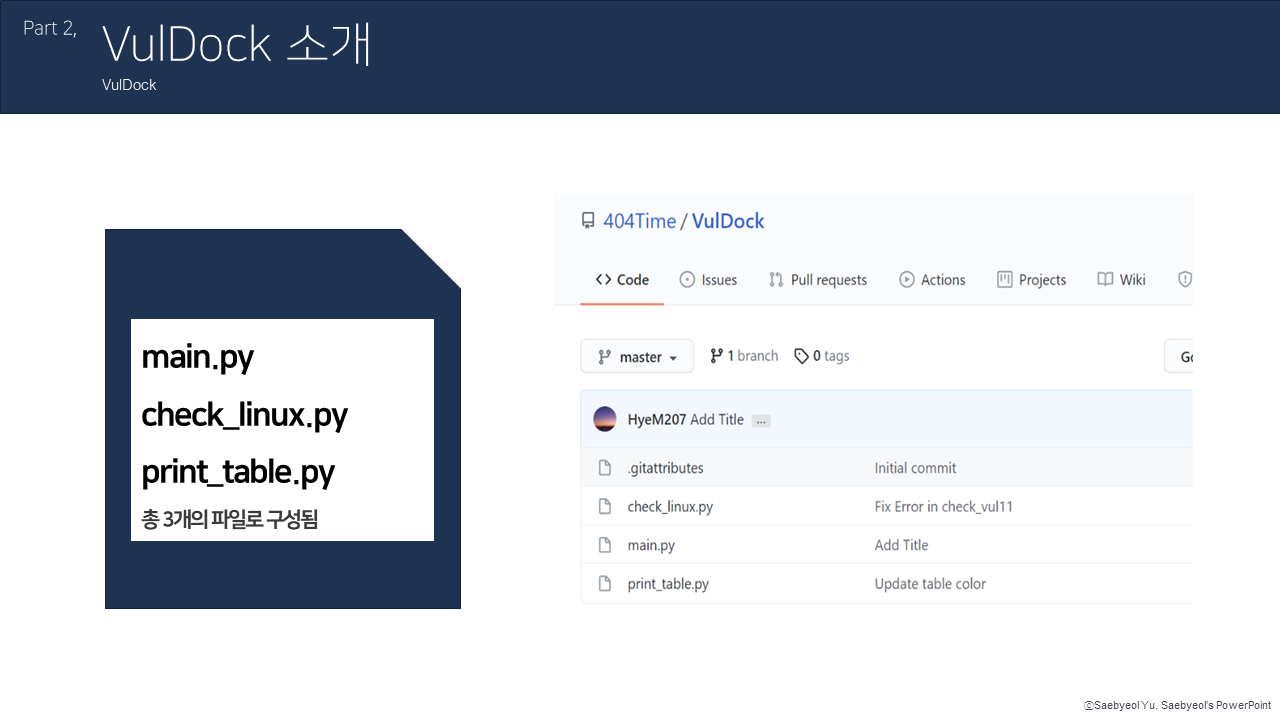 Part 2,
VulDock 소개
VulDock
main.py
check_linux.py
print_table.py
총 3개의 파일로 구성됨
404Time / VulDock
Code Issues Pull requests Actions Projects Wiki
master 1 branch 0 tags
HyeM207 Add Title ...
.gitattributes Initial commit
check_linux.py Fix Error in check_vul11
main.py Add Title
print_table.py Update table color
ⓒSaebyeol Yu. Saebyeol's PowerPoint